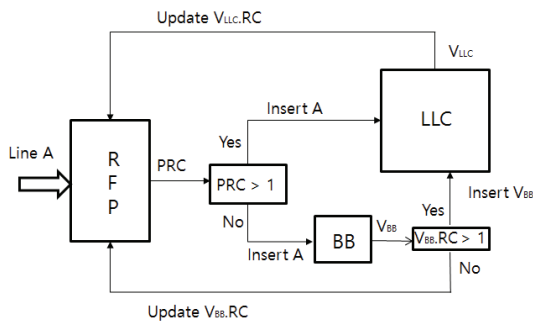 Update VLLC.RC
VLLC
Insert A
LLC
Line A
R
F
P
PRC
Yes
PRC > 1
Insert VBB
No
Yes
VBB
BB
VBB.RC > 1
Insert A
No
Update VBB.RC